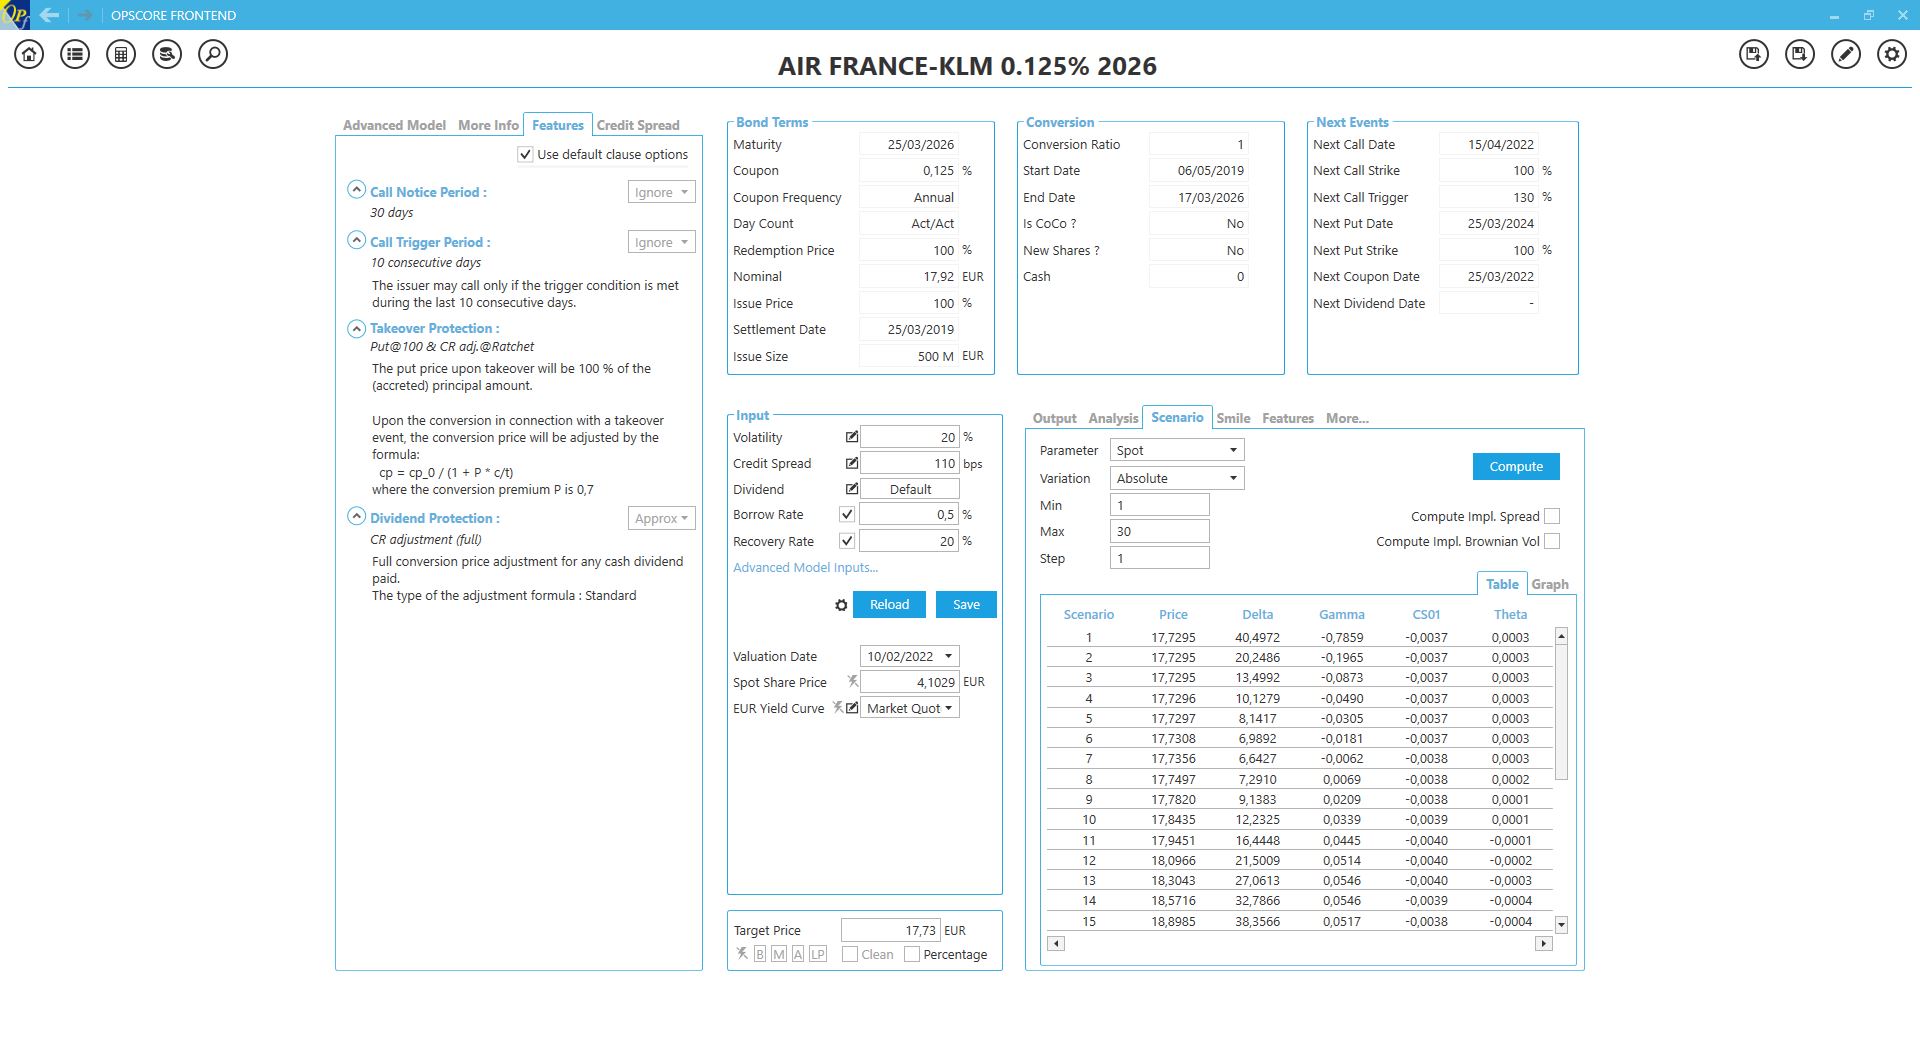 OPf
OPSCORE FRONTEND
AIR FRANCE-KLM 0.125% 2026
Advanced Model More Info Features Credit Spread
Use default clause options
Call Notice Period : Ignore
30 days
Call Trigger Period : Ignore
10 consecutive days
The issuer may call only if the trigger condition is met
during the last 10 consecutive days.
Takeover Protection :
Put@100 & CR adj.@Ratchet
The put price upon takeover will be 100 % of the
(accreted) principal amount.
Upon the conversion in connection with a takeover
event, the conversion price will be adjusted by the
formula:
cp = cp_0 / (1 + P * c/t)
where the conversion premium P is 0,7
Dividend Protection : Approx
CR adjustment (full)
Full conversion price adjustment for any cash dividend
paid.
The type of the adjustment formula : Standard
Bond Terms
Maturity 25/03/2026
Coupon 0,125 %
Coupon Frequency Annual
Day Count Act/Act
Redemption Price 100 %
Nominal 17,92 EUR
Issue Price 100 %
Settlement Date 25/03/2019
Issue Size 500 M EUR
Conversion
Conversion Ratio 1
Start Date 06/05/2019
End Date 17/03/2026
Is CoCo ? No
New Shares ? No
Cash 0
Next Events
Next Call Date 15/04/2022
Next Call Strike 100 %
Next Call Trigger 130 %
Next Put Date 25/03/2024
Next Put Strike 100 %
Next Coupon Date 25/03/2022
Next Dividend Date -
Input
Volatility 20 %
Credit Spread 110 bps
Dividend Default
Borrow Rate 0,5 %
Recovery Rate 20 %
Advanced Model Inputs...
Reload Save
Valuation Date 10/02/2022
Spot Share Price 4,1029 EUR
EUR Yield Curve Market Quot
Target Price 17,73 EUR
B M A LP Clean Percentage
Output Analysis Scenario Smile Features More...
Parameter Spot
Variation Absolute
Min 1
Max 30
Step 1
Compute
Compute Impl. Spread
Compute Impl. Brownian Vol
Table Graph
Scenario Price Delta Gamma CS01 Theta
1 17,7295 40,4972 -0,7859 -0,0037 0,0003
2 17,7295 20,2486 -0,1965 -0,0037 0,0003
3 17,7295 13,4992 -0,0873 -0,0037 0,0003
4 17,7296 10,1279 -0,0490 -0,0037 0,0003
5 17,7297 8,1417 -0,0305 -0,0037 0,0003
6 17,7308 6,9892 -0,0181 -0,0037 0,0003
7 17,7356 6,6427 -0,0062 -0,0038 0,0003
8 17,7497 7,2910 0,0069 -0,0038 0,0002
9 17,7820 9,1383 0,0209 -0,0038 0,0001
10 17,8435 12,2325 0,0339 -0,0039 0,0001
11 17,9451 16,4448 0,0445 -0,0040 -0,0001
12 18,0966 21,5009 0,0514 -0,0040 -0,0002
13 18,3043 27,0613 0,0546 -0,0040 -0,0003
14 18,5716 32,7866 0,0546 -0,0039 -0,0004
15 18,8985 38,3566 0,0517 -0,0038 -0,0004